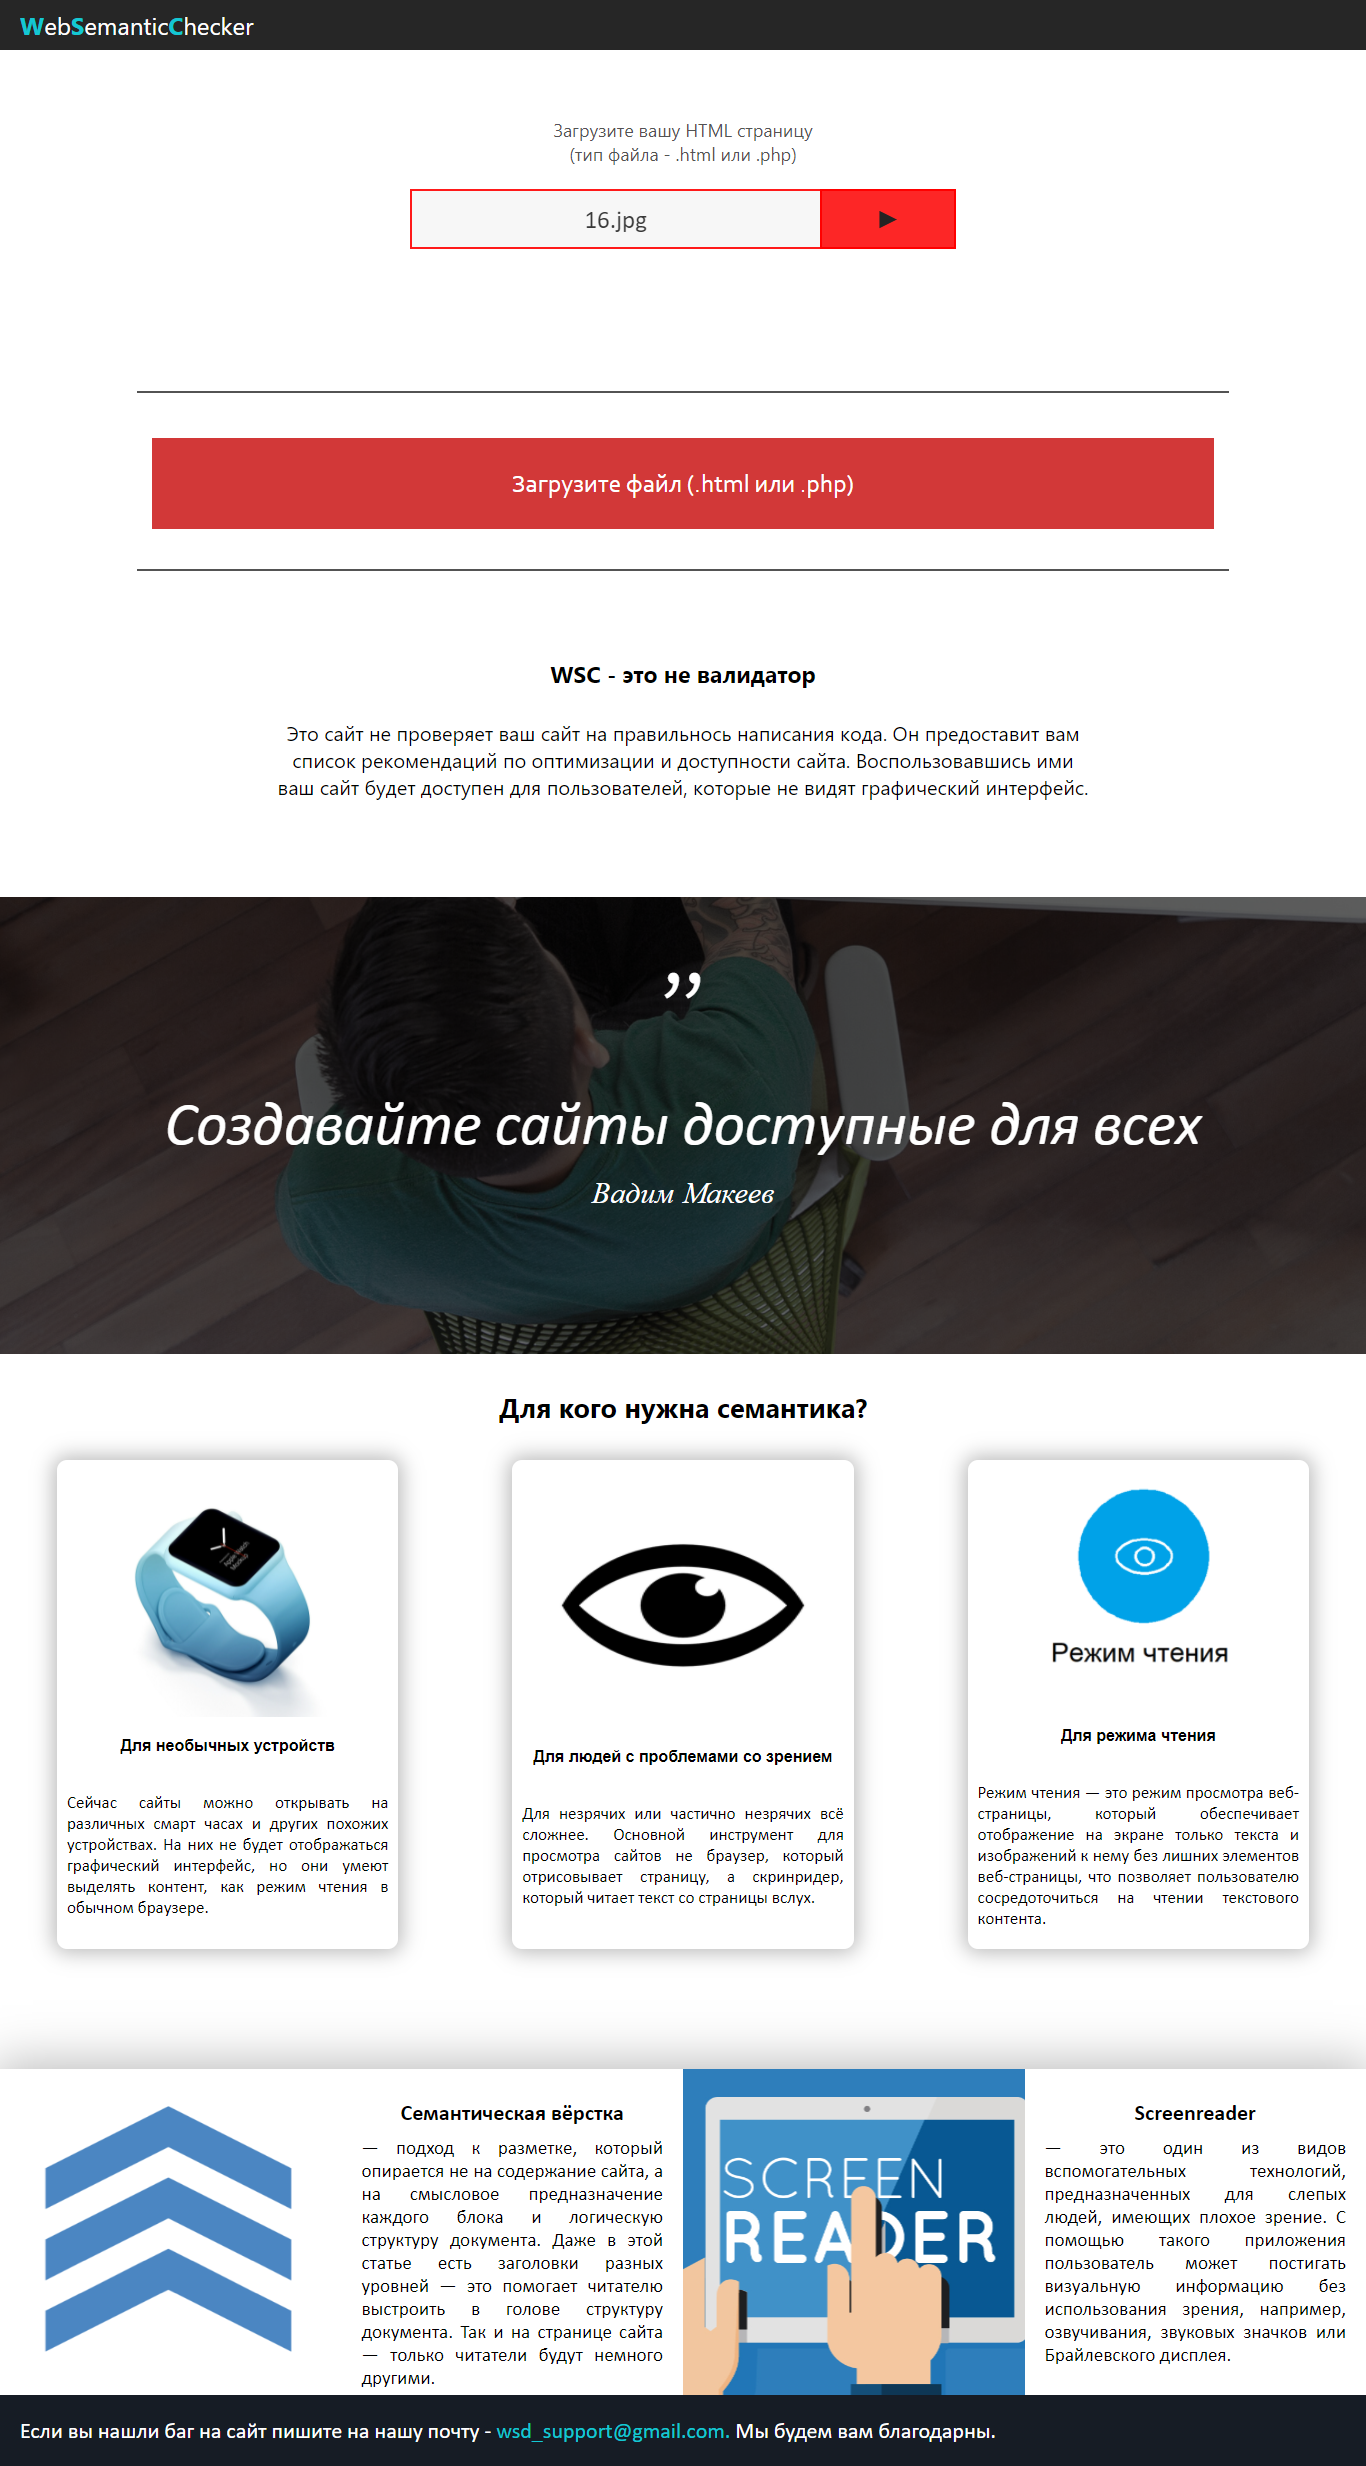 WebSemanticChecker
Загрузите вашу HTML страницу
(тип файла - .html или .php)
16.jpg
Загрузите файл (.html или .php)
WSC - это не валидатор
Это сайт не проверяет ваш сайт на правильнось написания кода. Он предоставит вам
список рекомендаций по оптимизации и доступности сайта. Воспользовавшись ими
ваш сайт будет доступен для пользователей, которые не видят графический интерфейс.
”
Создавайте сайты доступные для всех
Вадим Макеев
Для кого нужна семантика?
Apple Watch
Mockup
Для необычных устройств
Сейчас сайты можно открывать на
различных смарт часах и других похожих
устройствах. На них не будет отображаться
графический интерфейс, но они умеют
выделять контент, как режим чтения в
обычном браузере.
Для людей с проблемами со зрением
Для незрячих или частично незрячих всё
сложнее. Основной инструмент для
просмотра сайтов не браузер, который
отрисовывает страницу, а скринридер,
который читает текст со страницы вслух.
Режим чтения
Для режима чтения
Режим чтения — это режим просмотра веб-
страницы, который обеспечивает
отображение на экране только текста и
изображений к нему без лишних элементов
веб-страницы, что позволяет пользователю
сосредоточиться на чтении текстового
контента.
Семантическая вёрстка
— подход к разметке, который
опирается не на содержание сайта, а
на смысловое предназначение
каждого блока и логическую
структуру документа. Даже в этой
статье есть заголовки разных
уровней — это помогает читателю
выстроить в голове структуру
документа. Так и на странице сайта
— только читатели будут немного
другими.
SCREEN
READER
Screenreader
— это один из видов
вспомогательных технологий,
предназначенных для слепых
людей, имеющих плохое зрение. С
помощью такого приложения
пользователь может постигать
визуальную информацию без
использования зрения, например,
озвучивания, звуковых значков или
Брайлевского дисплея.
Если вы нашли баг на сайт пишите на нашу почту - wsd_support@gmail.com. Мы будем вам благодарны.